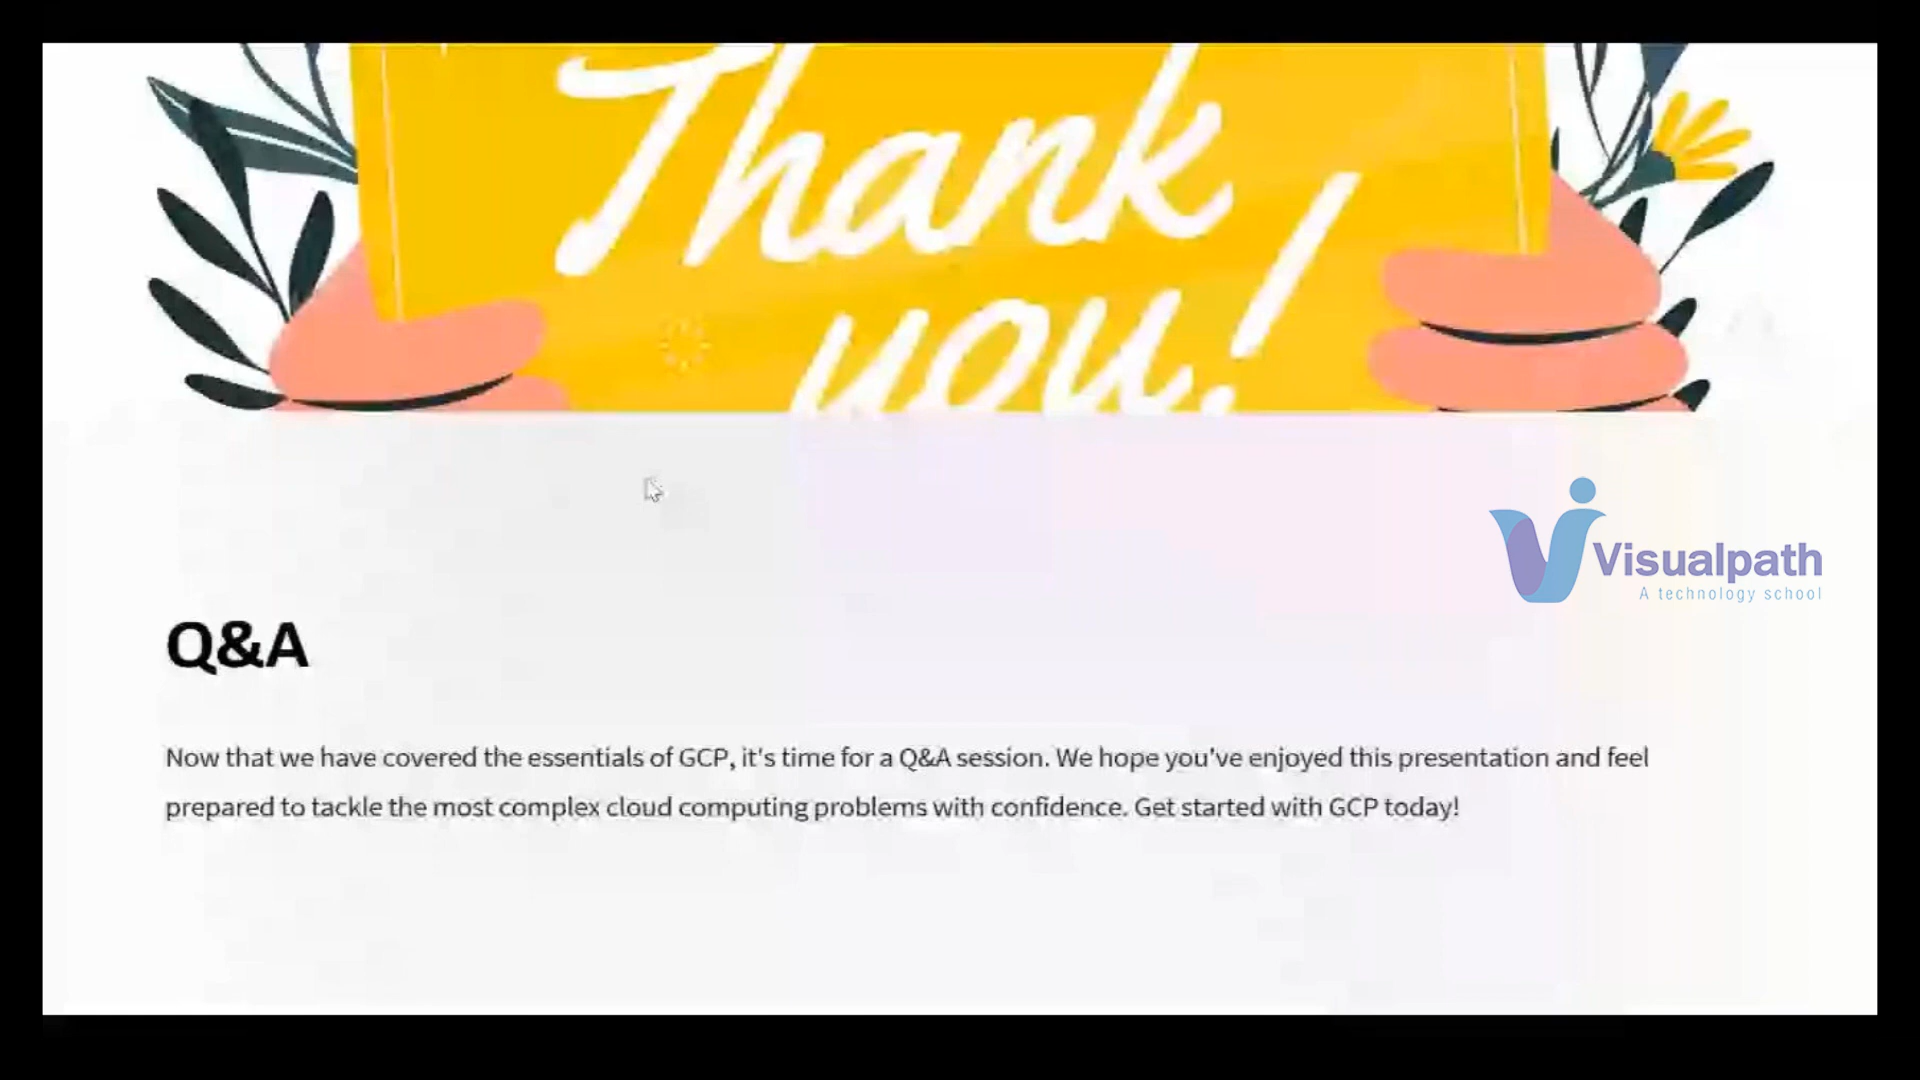 Thank
you!
Visualpath
A technology school
Q&A
Now that we have covered the essentials of GCP, it's time for a Q&A session. We hope you've enjoyed this presentation and feel
prepared to tackle the most complex cloud computing problems with confidence. Get started with GCP today!